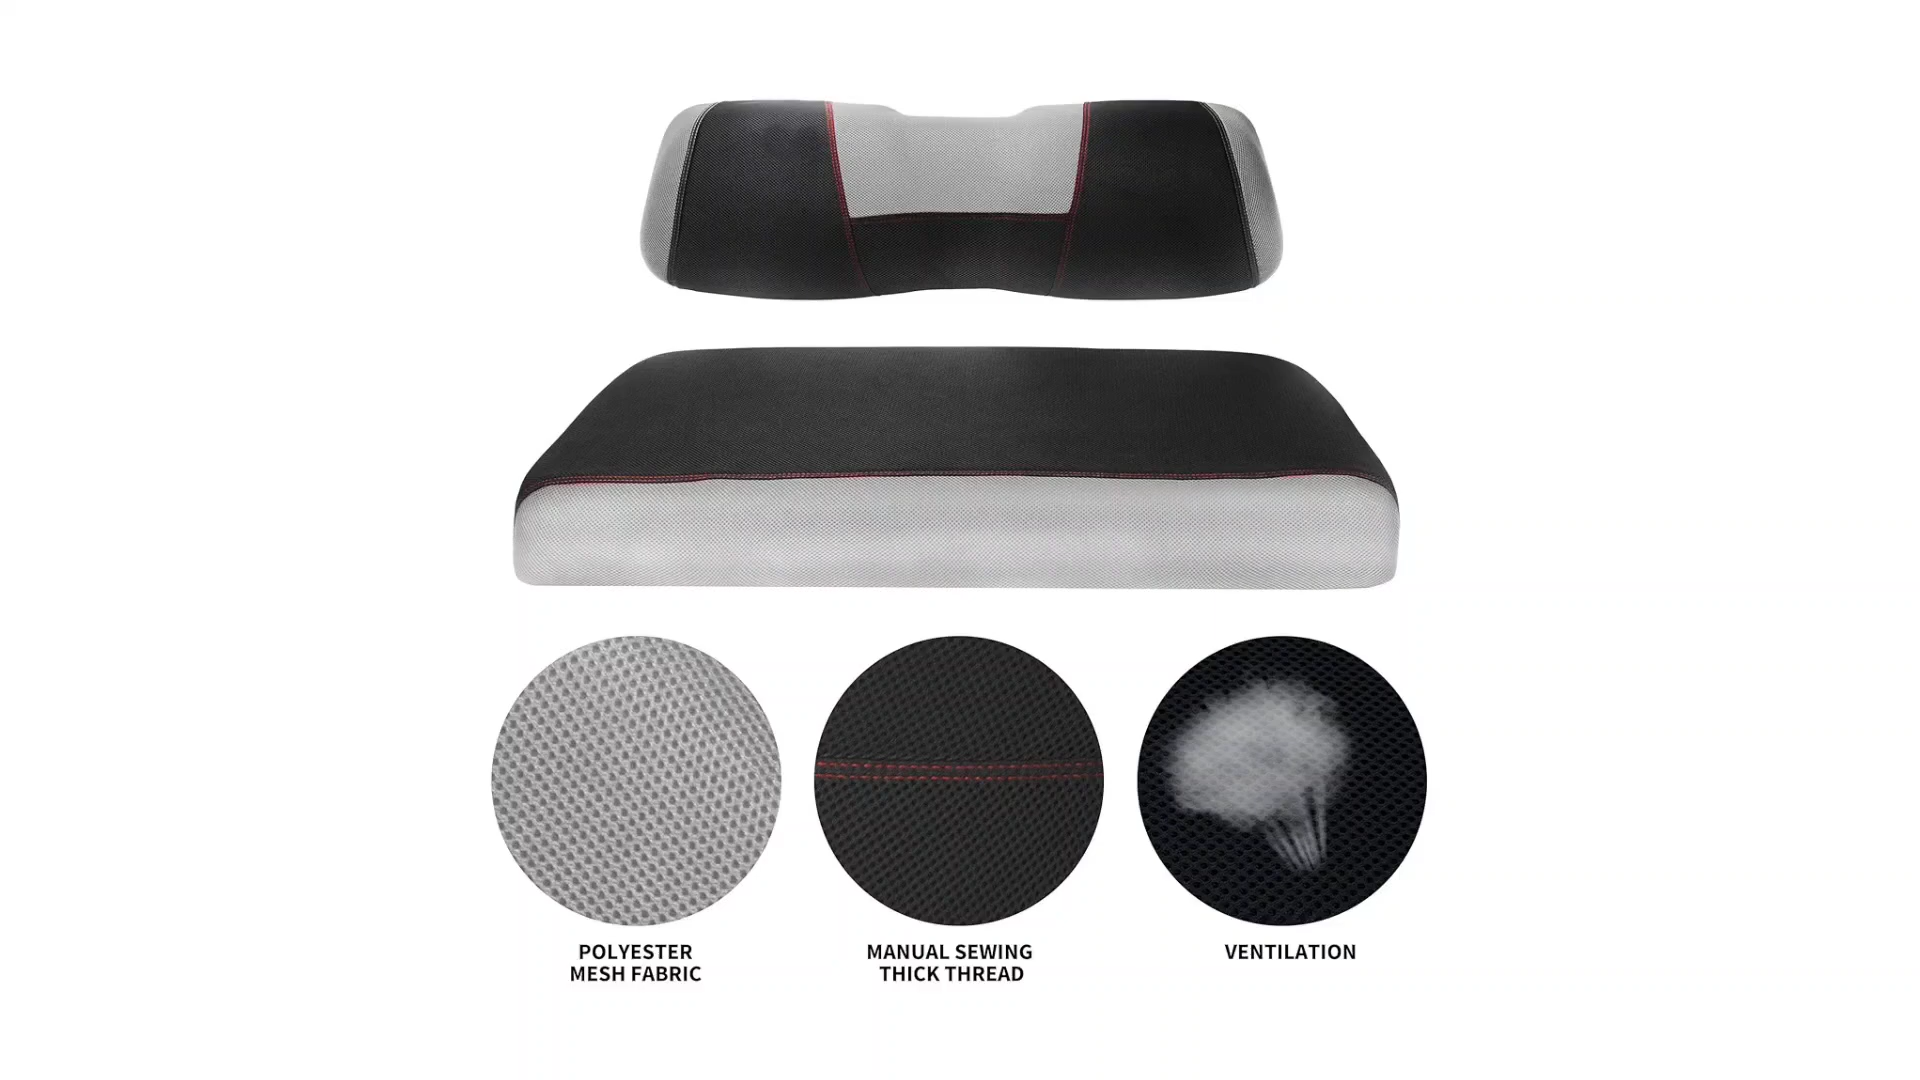 POLYESTER
MESH FABRIC
MANUAL SEWING
THICK THREAD
VENTILATION